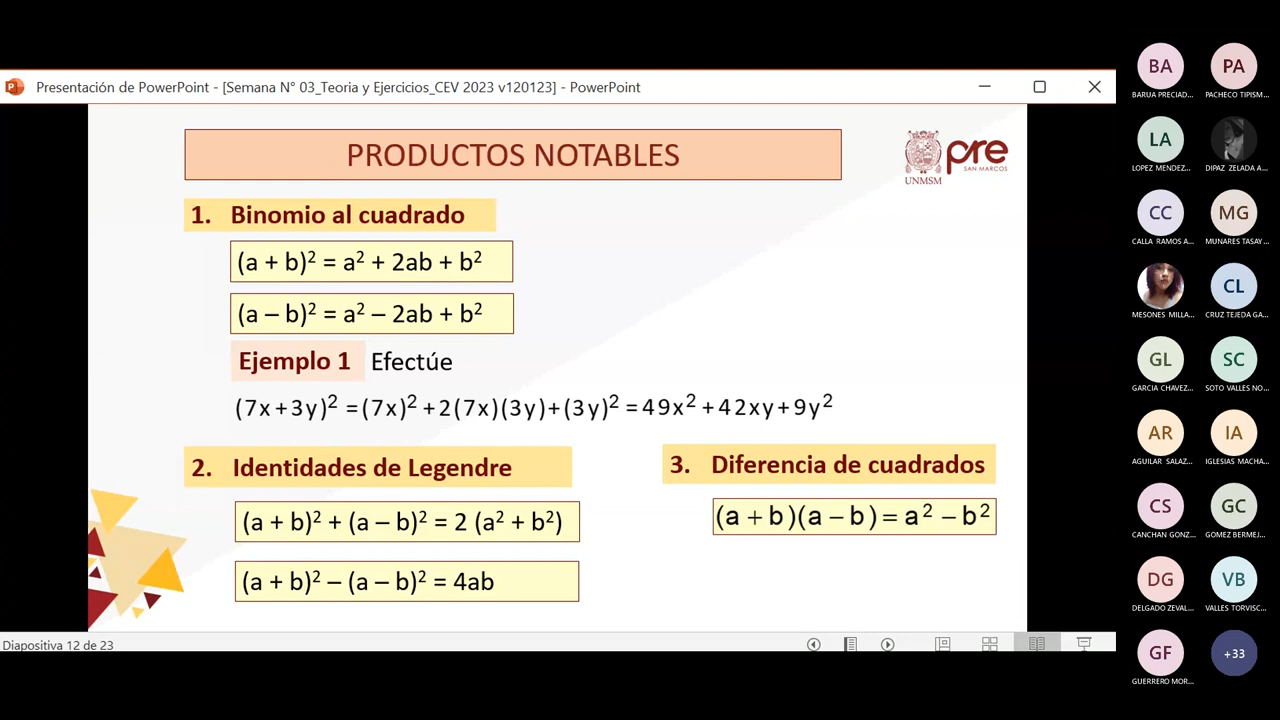 Presentación de PowerPoint - [Semana N° 03_Teoria y Ejercicios_CEV 2023 v120123] - PowerPoint
PRODUCTOS NOTABLES
UNMSM
pre
SAN MARCOS
1. Binomio al cuadrado
(a + b)² = a² + 2ab + b²
(a – b)² = a² – 2ab + b²
Ejemplo 1 Efectúe
(7x+3y)² =(7x)² +2(7x)(3y)+(3y)² =49x² +42xy+9y²
2. Identidades de Legendre
(a + b)² + (a – b)² = 2 (a² + b²)
(a + b)² – (a – b)² = 4ab
3. Diferencia de cuadrados
(a +b)(a −b)= a² −b²
Diapositiva 12 de 23
BA PA
BARUA PRECIAD... PACHECO TIPISM...
LA
LOPEZ MENDEZ... DIPAZ ZELADA A...
CC MG
CALLA RAMOS A... MUNARES TASAY...
CL
MESONES MILLA... CRUZ TEJEDA GA...
GL SC
GARCIA CHAVEZ... SOTO VALLES NO...
AR IA
AGUILAR SALAZ... IGLESIAS MACHA...
CS GC
CANCHAN GONZ... GOMEZ BERMEJ...
DG VB
DELGADO ZEVAL... VALLES TORVISC...
GF +33
GUERRERO MOR...